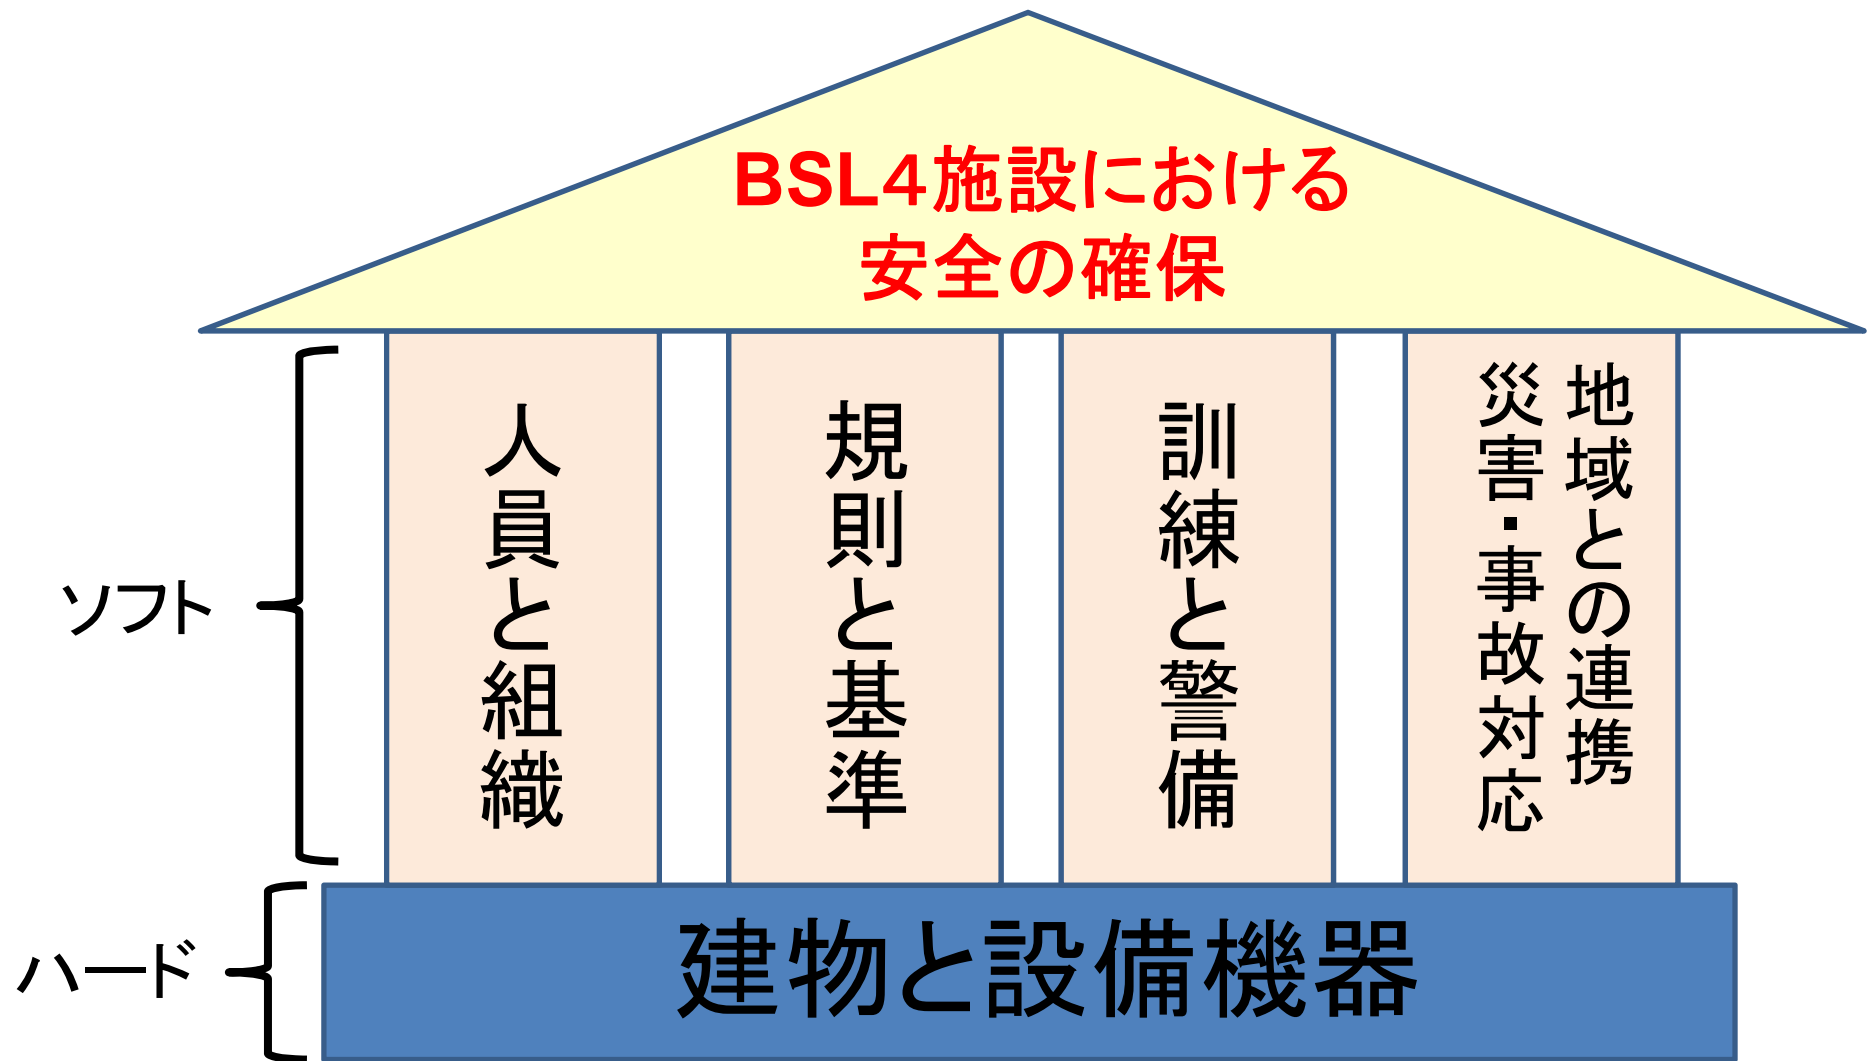 BSL4施設における
安全の確保
ソフト
人員と組織
規則と基準
訓練と警備
地域との連携
災害・事故対応
ハード
建物と設備機器